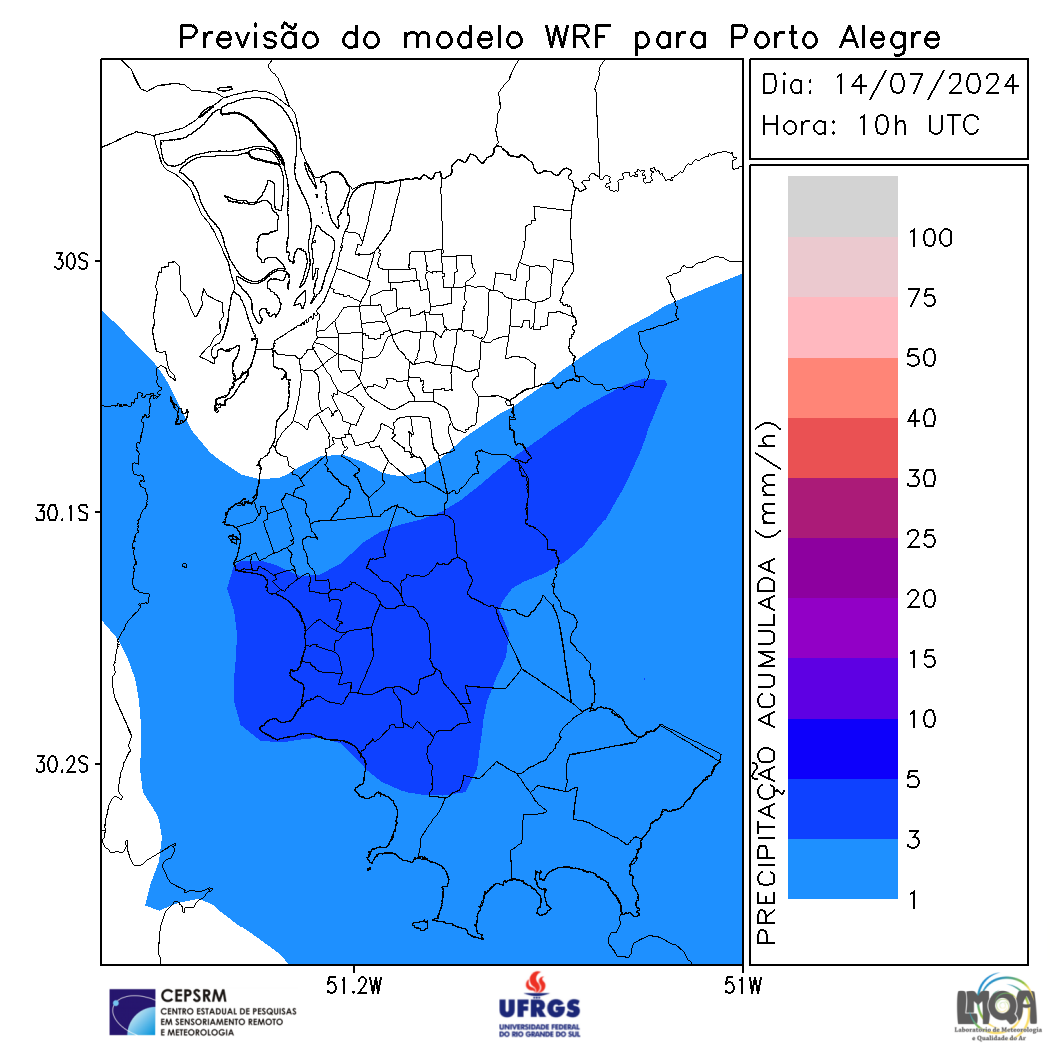 Previsão do modelo WRF para Porto Alegre
Dia: 14/07/2024
Hora: 10h UTC
30S
30.1S
30.2S
51.2W
51W
PRECIPITAÇÃO ACUMULADA (mm/h)
100
75
50
40
30
25
20
15
10
5
3
1
CEPSRM
CENTRO ESTADUAL DE PESQUISAS
EM SENSORIAMENTO REMOTO
E METEOROLOGIA
UFRGS
UNIVERSIDADE FEDERAL
DO RIO GRANDE DO SUL
LMQA
Laboratório de Meteorologia
e Qualidade do Ar